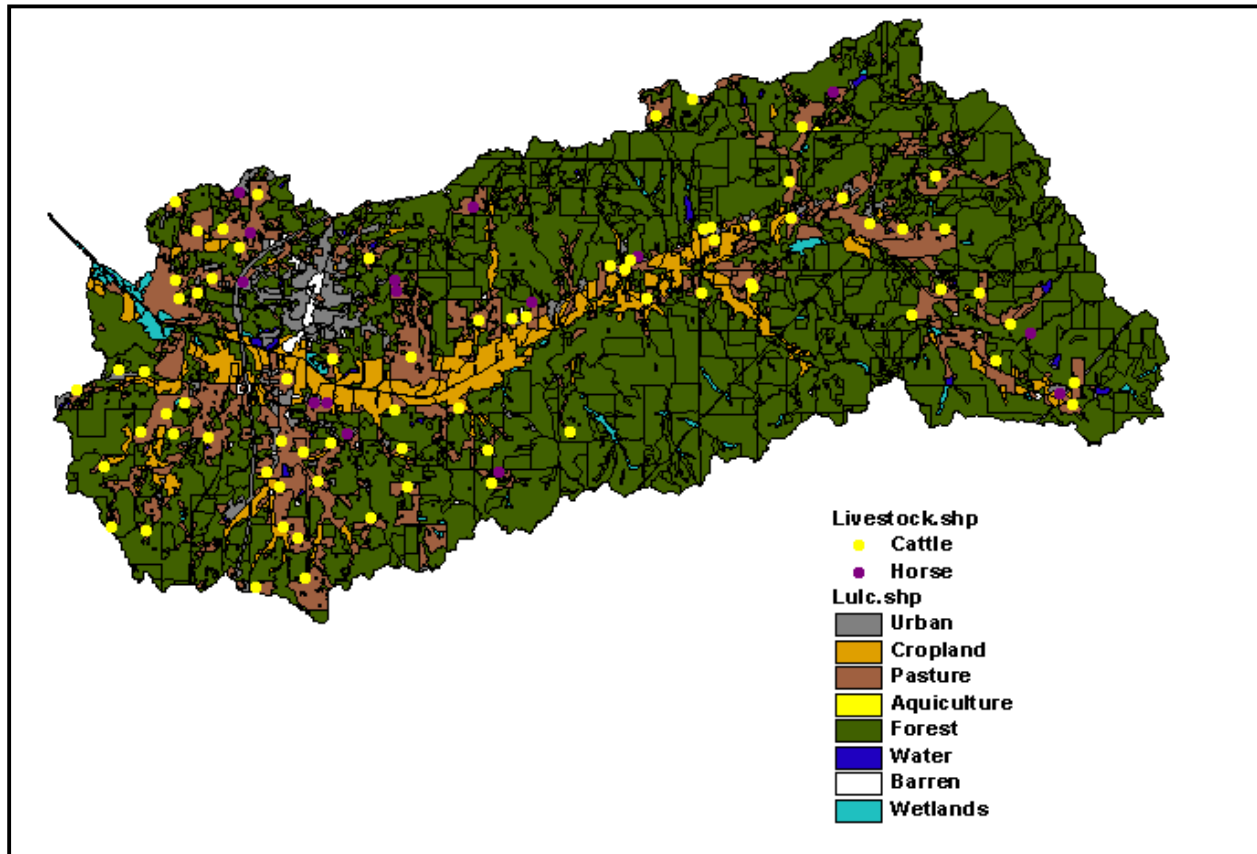 Livestock.shp
Cattle
Horse
Lulc.shp
Urban
Cropland
Pasture
Aquiculture
Forest
Water
Barren
Wetlands